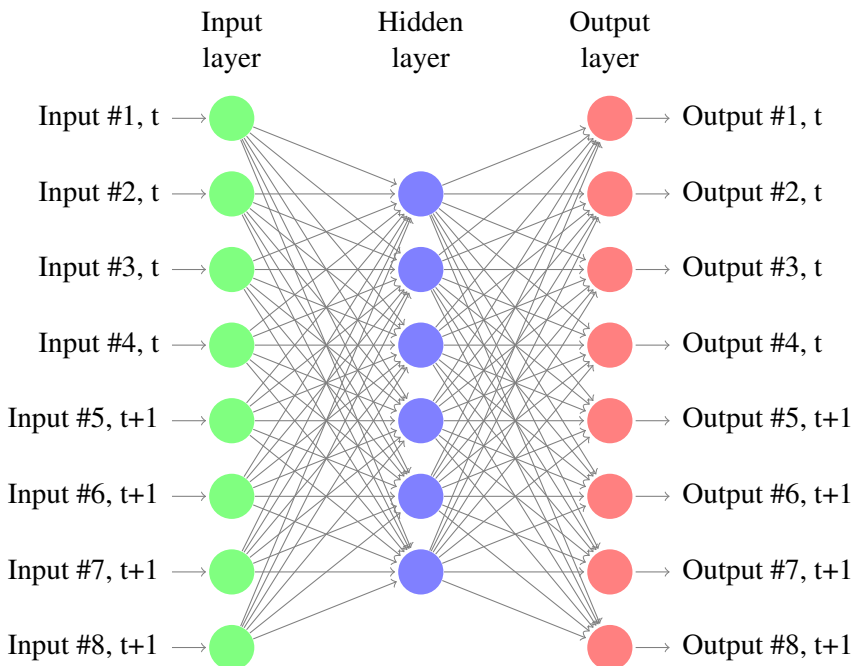 Input
layer
Hidden
layer
Output
layer
Input #1, t
Output #1, t
Input #2, t
Output #2, t
Input #3, t
Output #3, t
Input #4, t
Output #4, t
Input #5, t+1
Output #5, t+1
Input #6, t+1
Output #6, t+1
Input #7, t+1
Output #7, t+1
Input #8, t+1
Output #8, t+1